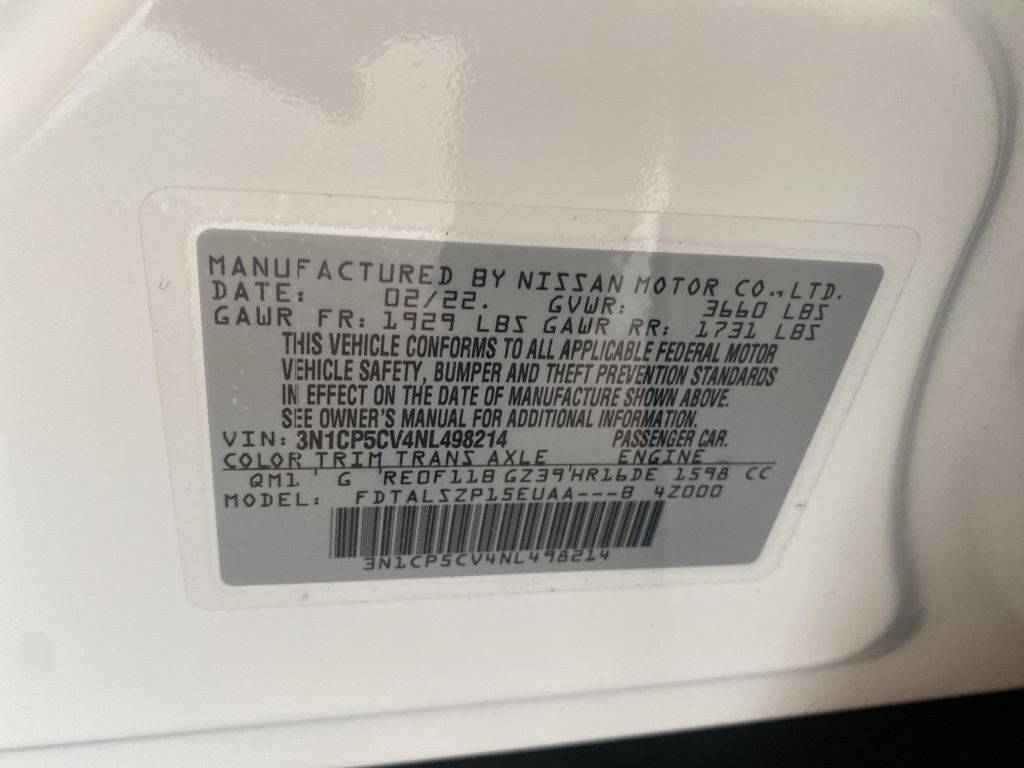 MANUFACTURED BY NISSAN MOTOR CO.,LTD.
DATE: 02/22. GVWR: 3660 LBS
GAWR FR: 1929 LBS GAWR RR: 1731 LBS
THIS VEHICLE CONFORMS TO ALL APPLICABLE FEDERAL MOTOR
VEHICLE SAFETY, BUMPER AND THEFT PREVENTION STANDARDS
IN EFFECT ON THE DATE OF MANUFACTURE SHOWN ABOVE.
SEE OWNER'S MANUAL FOR ADDITIONAL INFORMATION.
VIN: 3N1CP5CV4NL498214 PASSENGER CAR.
COLOR TRIM TRANS AXLE ENGINE
QM1 ' G 'RE0F11B GZ39'HR16DE 1598 CC
MODEL: FDTALSZP15EUAA---B 4Z000
3N1CP5CV4NL498214